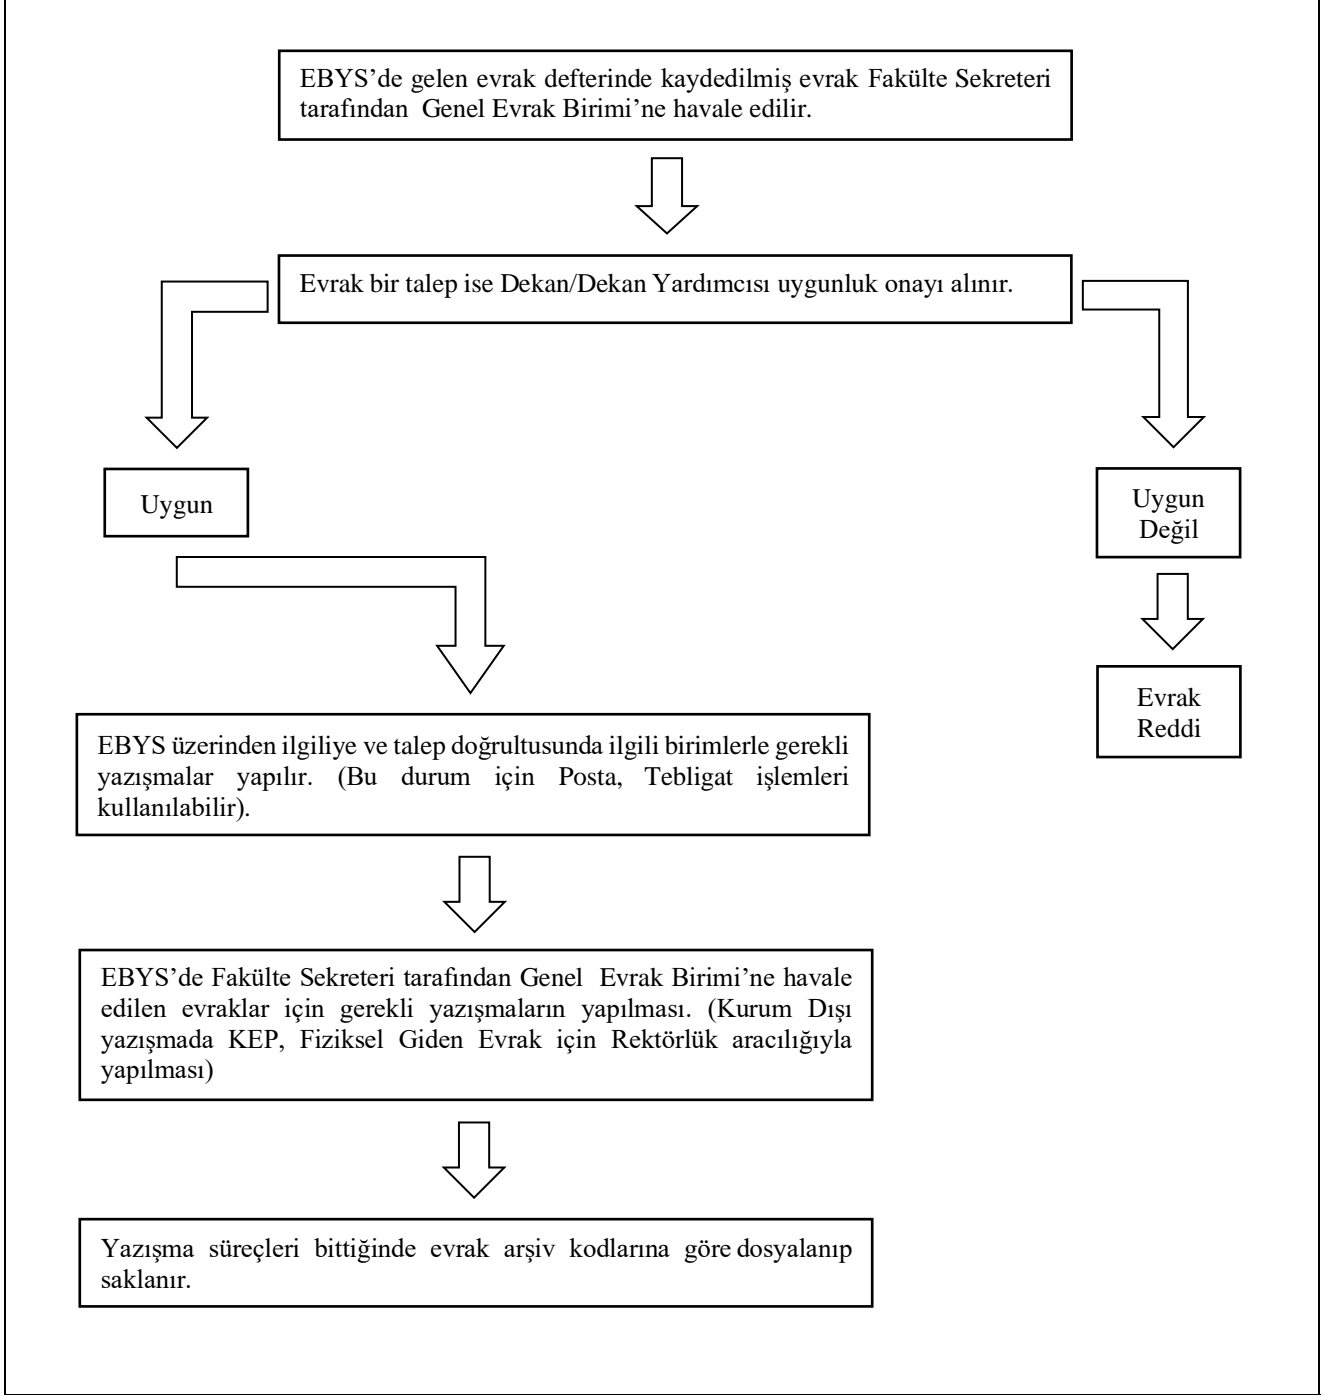 EBYS’de gelen evrak defterinde kaydedilmiş evrak Fakülte Sekreteri
tarafından Genel Evrak Birimi’ne havale edilir.
Evrak bir talep ise Dekan/Dekan Yardımcısı uygunluk onayı alınır.
Uygun
Uygun
Değil
Evrak
Reddi
EBYS üzerinden ilgiliye ve talep doğrultusunda ilgili birimlerle gerekli
yazışmalar yapılır. (Bu durum için Posta, Tebligat işlemleri
kullanılabilir).
EBYS’de Fakülte Sekreteri tarafından Genel Evrak Birimi’ne havale
edilen evraklar için gerekli yazışmaların yapılması. (Kurum Dışı
yazışmada KEP, Fiziksel Giden Evrak için Rektörlük aracılığıyla
yapılması)
Yazışma süreçleri bittiğinde evrak arşiv kodlarına göre dosyalanıp
saklanır.